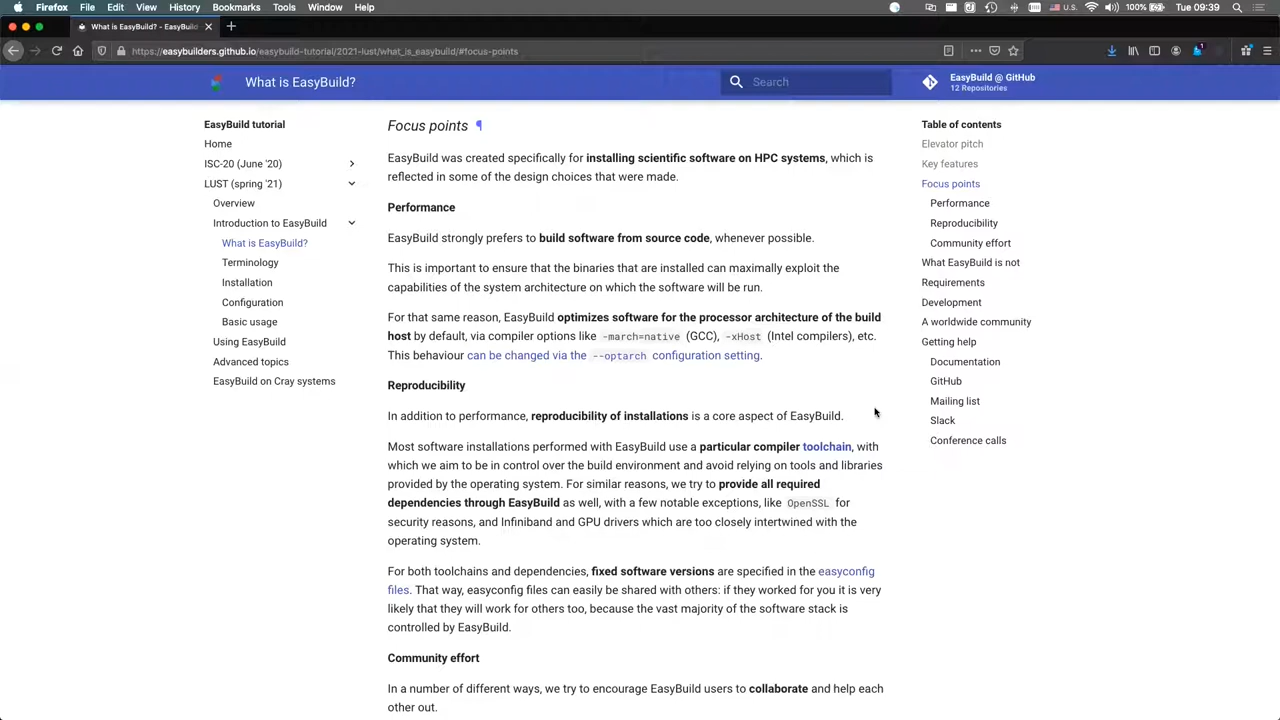 Firefox File Edit View History Bookmarks Tools Window Help
U.S. 100% Tue 09:39
What is EasyBuild? - EasyBuild
https://easybuilders.github.io/easybuild-tutorial/2021-lust/what_is_easybuild/#focus-points
What is EasyBuild?
Search
EasyBuild @ GitHub
12 Repositories
EasyBuild tutorial
Home
ISC-20 (June '20)
LUST (spring '21)
Overview
Introduction to EasyBuild
What is EasyBuild?
Terminology
Installation
Configuration
Basic usage
Using EasyBuild
Advanced topics
EasyBuild on Cray systems
Focus points ¶
EasyBuild was created specifically for installing scientific software on HPC systems, which is
reflected in some of the design choices that were made.
Performance
EasyBuild strongly prefers to build software from source code, whenever possible.
This is important to ensure that the binaries that are installed can maximally exploit the
capabilities of the system architecture on which the software will be run.
For that same reason, EasyBuild optimizes software for the processor architecture of the build
host by default, via compiler options like -march=native (GCC), -xHost (Intel compilers), etc.
This behaviour can be changed via the --optarch configuration setting.
Reproducibility
In addition to performance, reproducibility of installations is a core aspect of EasyBuild.
Most software installations performed with EasyBuild use a particular compiler toolchain, with
which we aim to be in control over the build environment and avoid relying on tools and libraries
provided by the operating system. For similar reasons, we try to provide all required
dependencies through EasyBuild as well, with a few notable exceptions, like OpenSSL for
security reasons, and Infiniband and GPU drivers which are too closely intertwined with the
operating system.
For both toolchains and dependencies, fixed software versions are specified in the easyconfig
files. That way, easyconfig files can easily be shared with others: if they worked for you it is very
likely that they will work for others too, because the vast majority of the software stack is
controlled by EasyBuild.
Community effort
In a number of different ways, we try to encourage EasyBuild users to collaborate and help each
other out.
Table of contents
Elevator pitch
Key features
Focus points
Performance
Reproducibility
Community effort
What EasyBuild is not
Requirements
Development
A worldwide community
Getting help
Documentation
GitHub
Mailing list
Slack
Conference calls